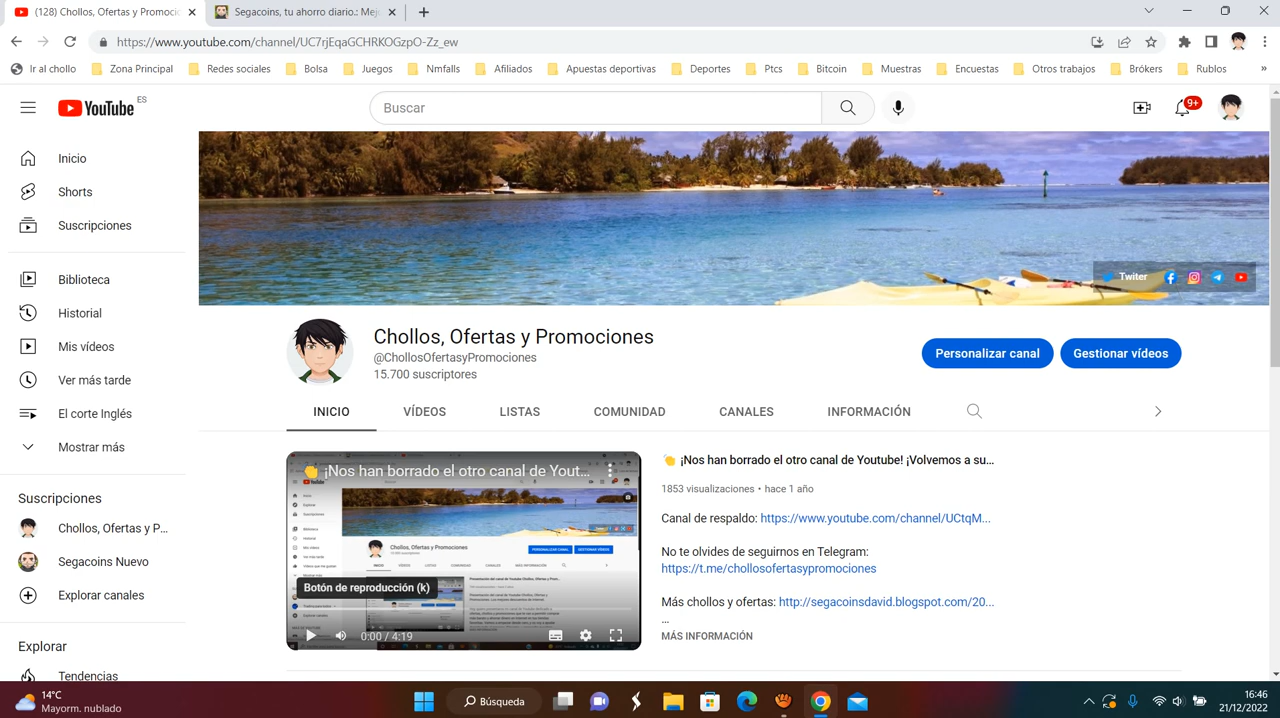 (128) Chollos, Ofertas y Promocio
Segacoins, tu ahorro diario.: Mej
https://www.youtube.com/channel/UC7rjEqaGCHRKOGzpO-Zz_ew
Ir al chollo
Zona Principal
Redes sociales
Bolsa
Juegos
Nmfalls
Afiliados
Apuestas deportivas
Deportes
Ptcs
Bitcoin
Muestras
Encuestas
Otros trabajos
Brókers
Rublos
»
YouTube ES
Buscar
9+
Inicio
Shorts
Suscripciones
Biblioteca
Historial
Mis vídeos
Ver más tarde
El corte Inglés
Mostrar más
Suscripciones
Chollos, Ofertas y P...
Segacoins Nuevo
Explorar canales
Explorar
Tendencias
Twiter
Chollos, Ofertas y Promociones
@ChollosOfertasyPromociones
15.700 suscriptores
Personalizar canal
Gestionar vídeos
INICIO
VÍDEOS
LISTAS
COMUNIDAD
CANALES
INFORMACIÓN
¡Nos han borrado el otro canal de Yout...
Chollos, Ofertas y Promociones
Botón de reproducción (k)
0:00 / 4:19
¡Nos han borrado el otro canal de Youtube! ¡Volvemos a su...
1853 visualizaciones • hace 1 año
Canal de respaldo: https://www.youtube.com/channel/UCtqM...
No te olvides de seguirnos en Telegram:
https://t.me/chollosofertasypromociones
Más chollos y ofertas: http://segacoinsdavid.blogspot.com/20...
...
MÁS INFORMACIÓN
14°C
Mayorm. nublado
Búsqueda
16:46
21/12/2022